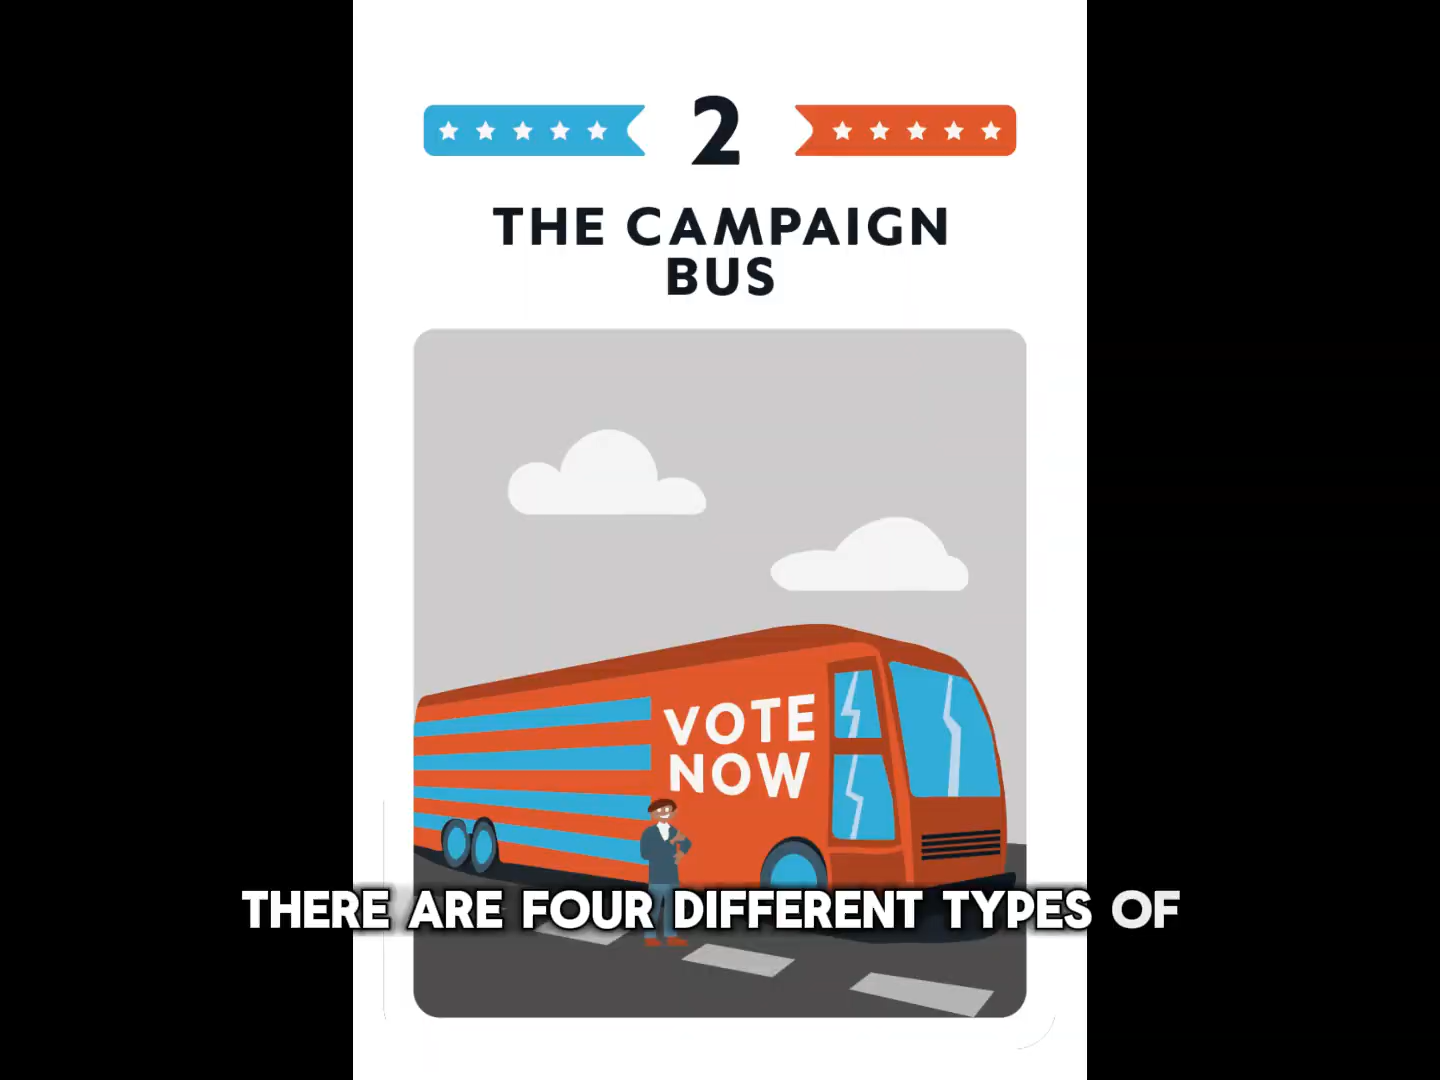 2
THE CAMPAIGN
BUS
VOTE
NOW
THERE ARE FOUR DIFFERENT TYPES OF